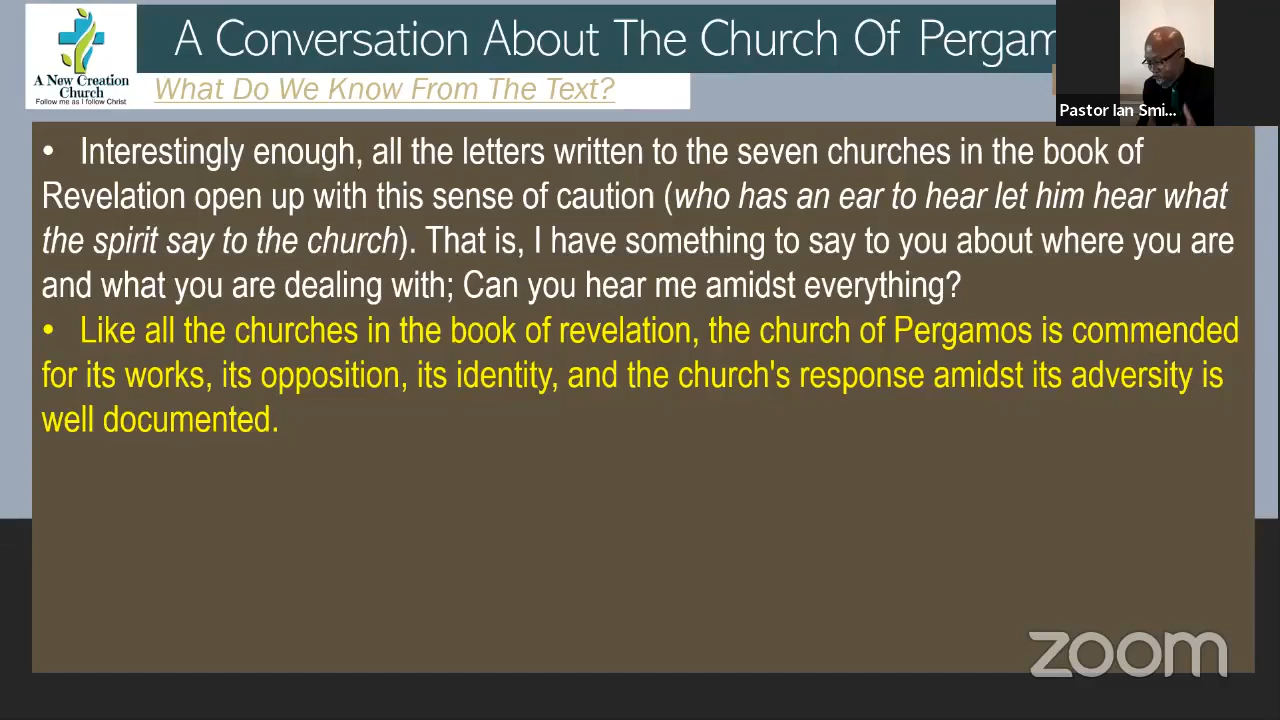 A Conversation About The Church Of Pergam
What Do We Know From The Text?
A New Creation
Church
Follow me as I follow Christ
Pastor Ian Smi...
• Interestingly enough, all the letters written to the seven churches in the book of
Revelation open up with this sense of caution (who has an ear to hear let him hear what
the spirit say to the church). That is, I have something to say to you about where you are
and what you are dealing with; Can you hear me amidst everything?
• Like all the churches in the book of revelation, the church of Pergamos is commended
for its works, its opposition, its identity, and the church's response amidst its adversity is
well documented.
zoom